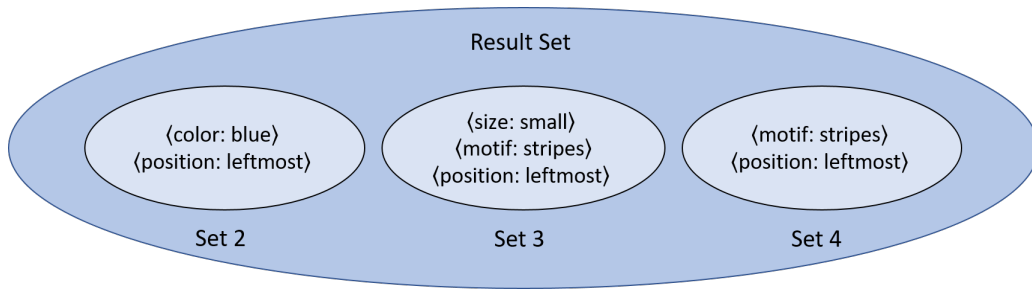 Result Set
⟨color: blue⟩
⟨position: leftmost⟩
Set 2
⟨size: small⟩
⟨motif: stripes⟩
⟨position: leftmost⟩
Set 3
⟨motif: stripes⟩
⟨position: leftmost⟩
Set 4